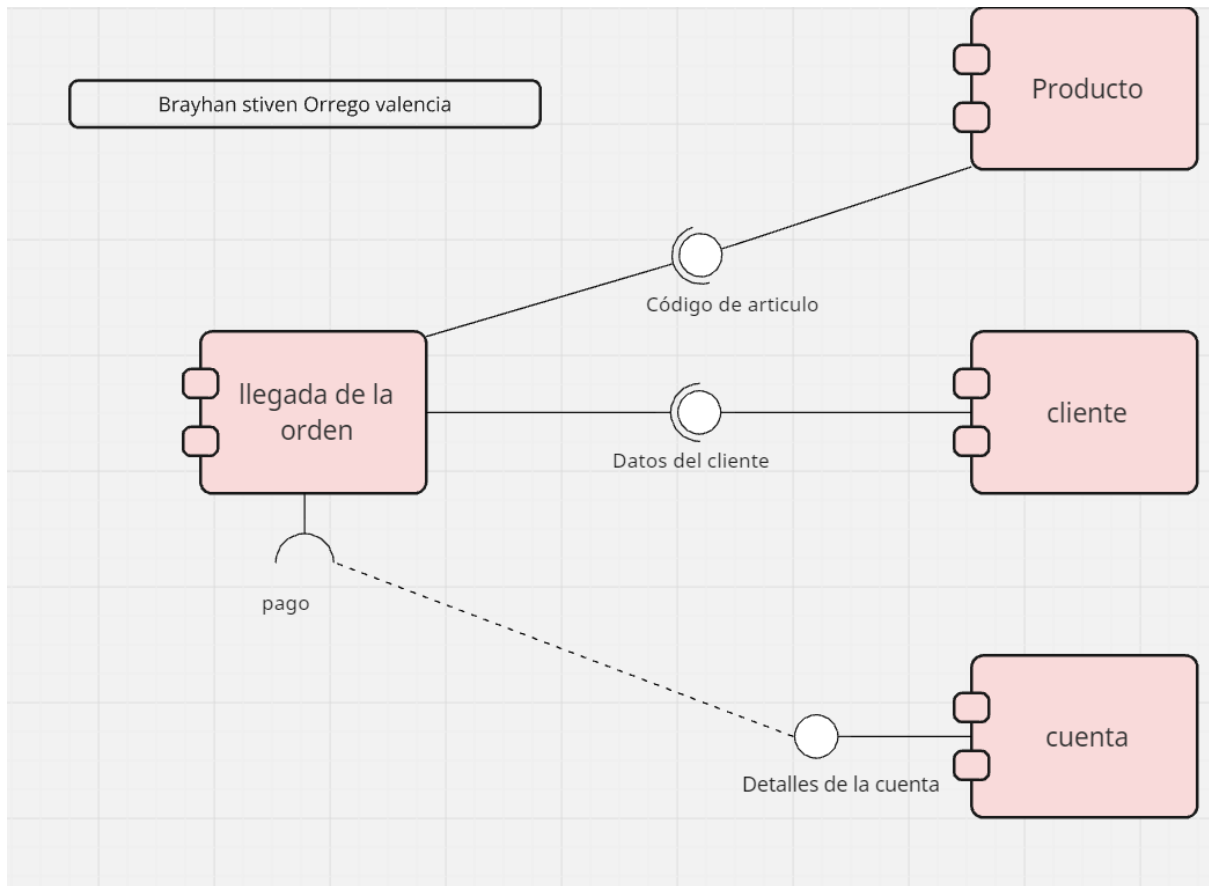 Brayhan stiven Orrego valencia
Producto
Código de articulo
llegada de la
orden
cliente
Datos del cliente
pago
cuenta
Detalles de la cuenta